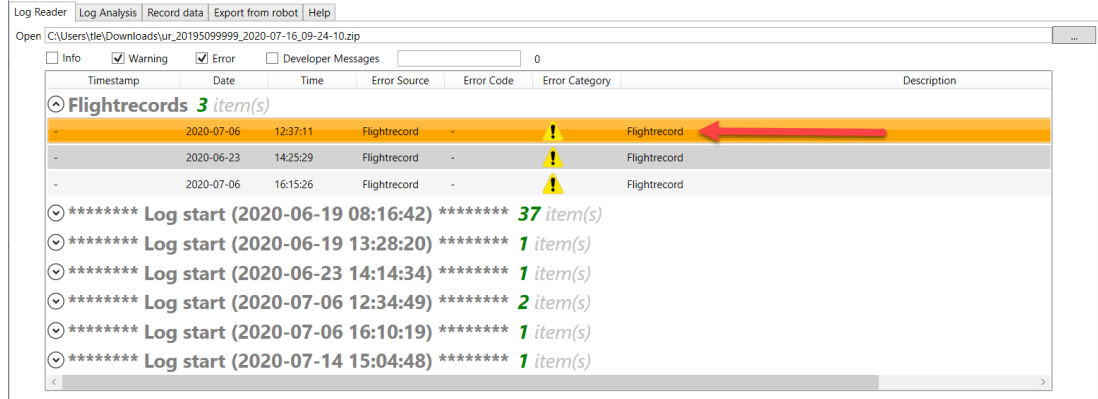 Log Reader Log Analysis Record data Export from robot Help
Open C:\Users\tle\Downloads\ur_20195099999_2020-07-16_09-24-10.zip ...
Info Warning Error Developer Messages 0
Timestamp Date Time Error Source Error Code Error Category Description
Flightrecords 3 item(s)
- 2020-07-06 12:37:11 Flightrecord - Flightrecord
- 2020-06-23 14:25:29 Flightrecord - Flightrecord
- 2020-07-06 16:15:26 Flightrecord - Flightrecord
******** Log start (2020-06-19 08:16:42) ******** 37 item(s)
******** Log start (2020-06-19 13:28:20) ******** 1 item(s)
******** Log start (2020-06-23 14:14:34) ******** 1 item(s)
******** Log start (2020-07-06 12:34:49) ******** 2 item(s)
******** Log start (2020-07-06 16:10:19) ******** 1 item(s)
******** Log start (2020-07-14 15:04:48) ******** 1 item(s)